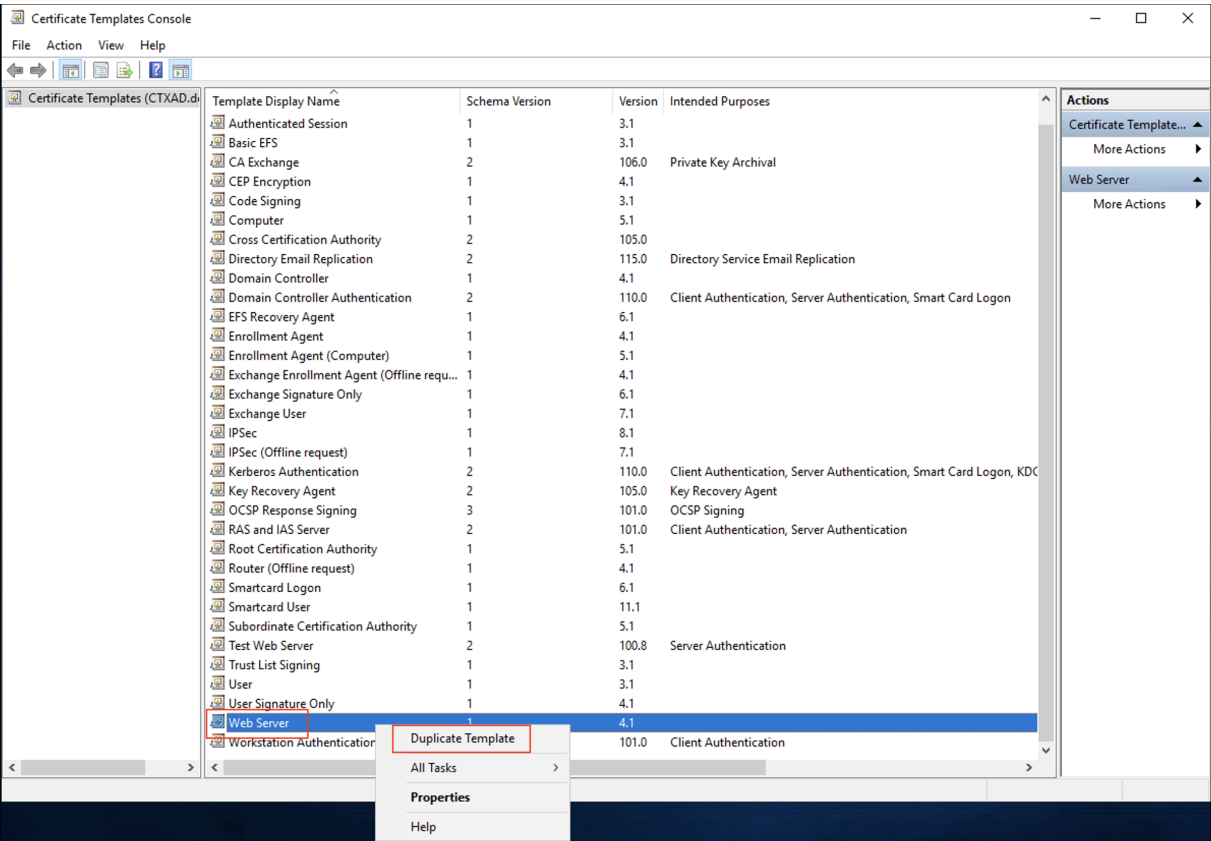 Certificate Templates Console
File Action View Help
Certificate Templates (CTXAD.d
Template Display Name Schema Version Version Intended Purposes
Authenticated Session 1 3.1
Basic EFS 1 3.1
CA Exchange 2 106.0 Private Key Archival
CEP Encryption 1 4.1
Code Signing 1 3.1
Computer 1 5.1
Cross Certification Authority 2 105.0
Directory Email Replication 2 115.0 Directory Service Email Replication
Domain Controller 1 4.1
Domain Controller Authentication 2 110.0 Client Authentication, Server Authentication, Smart Card Logon
EFS Recovery Agent 1 6.1
Enrollment Agent 1 4.1
Enrollment Agent (Computer) 1 5.1
Exchange Enrollment Agent (Offline requ... 1 4.1
Exchange Signature Only 1 6.1
Exchange User 1 7.1
IPSec 1 8.1
IPSec (Offline request) 1 7.1
Kerberos Authentication 2 110.0 Client Authentication, Server Authentication, Smart Card Logon, KDC
Key Recovery Agent 2 105.0 Key Recovery Agent
OCSP Response Signing 3 101.0 OCSP Signing
RAS and IAS Server 2 101.0 Client Authentication, Server Authentication
Root Certification Authority 1 5.1
Router (Offline request) 1 4.1
Smartcard Logon 1 6.1
Smartcard User 1 11.1
Subordinate Certification Authority 1 5.1
Test Web Server 2 100.8 Server Authentication
Trust List Signing 1 3.1
User 1 3.1
User Signature Only 1 4.1
Web Server 1 4.1
Workstation Authentication 101.0 Client Authentication
Duplicate Template
All Tasks
Properties
Help
Actions
Certificate Template...
More Actions
Web Server
More Actions